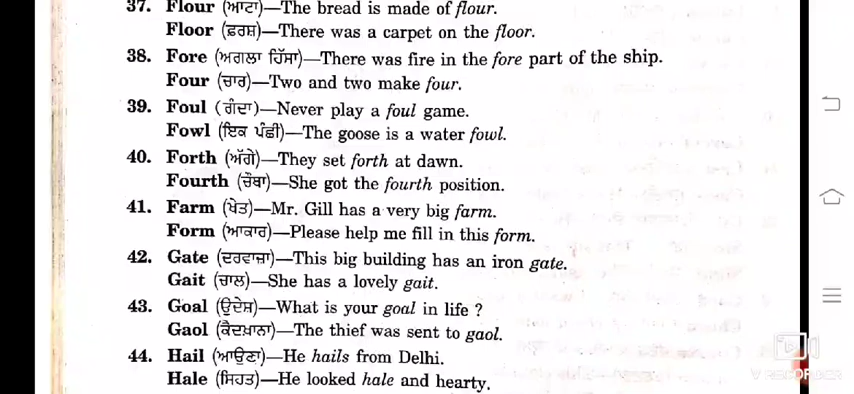 37. Flour (ਆਟਾ)—The bread is made of flour.
Floor (ਫ਼ਰਸ਼)—There was a carpet on the floor.
38. Fore (ਅਗਲਾ ਹਿੱਸਾ)—There was fire in the fore part of the ship.
Four (ਚਾਰ)—Two and two make four.
39. Foul (ਗੰਦਾ)—Never play a foul game.
Fowl (ਇਕ ਪੰਛੀ)—The goose is a water fowl.
40. Forth (ਅੱਗੇ)—They set forth at dawn.
Fourth (ਚੌਥਾ)—She got the fourth position.
41. Farm (ਖੇਤ)—Mr. Gill has a very big farm.
Form (ਆਕਾਰ)—Please help me fill in this form.
42. Gate (ਦਰਵਾਜ਼ਾ)—This big building has an iron gate.
Gait (ਚਾਲ)—She has a lovely gait.
43. Goal (ਉਦੇਸ਼)—What is your goal in life ?
Gaol (ਕੈਦਖ਼ਾਨਾ)—The thief was sent to gaol.
44. Hail (ਆਉਣਾ)—He hails from Delhi.
Hale (ਸਿਹਤ)—He looked hale and hearty.
V RECORDER